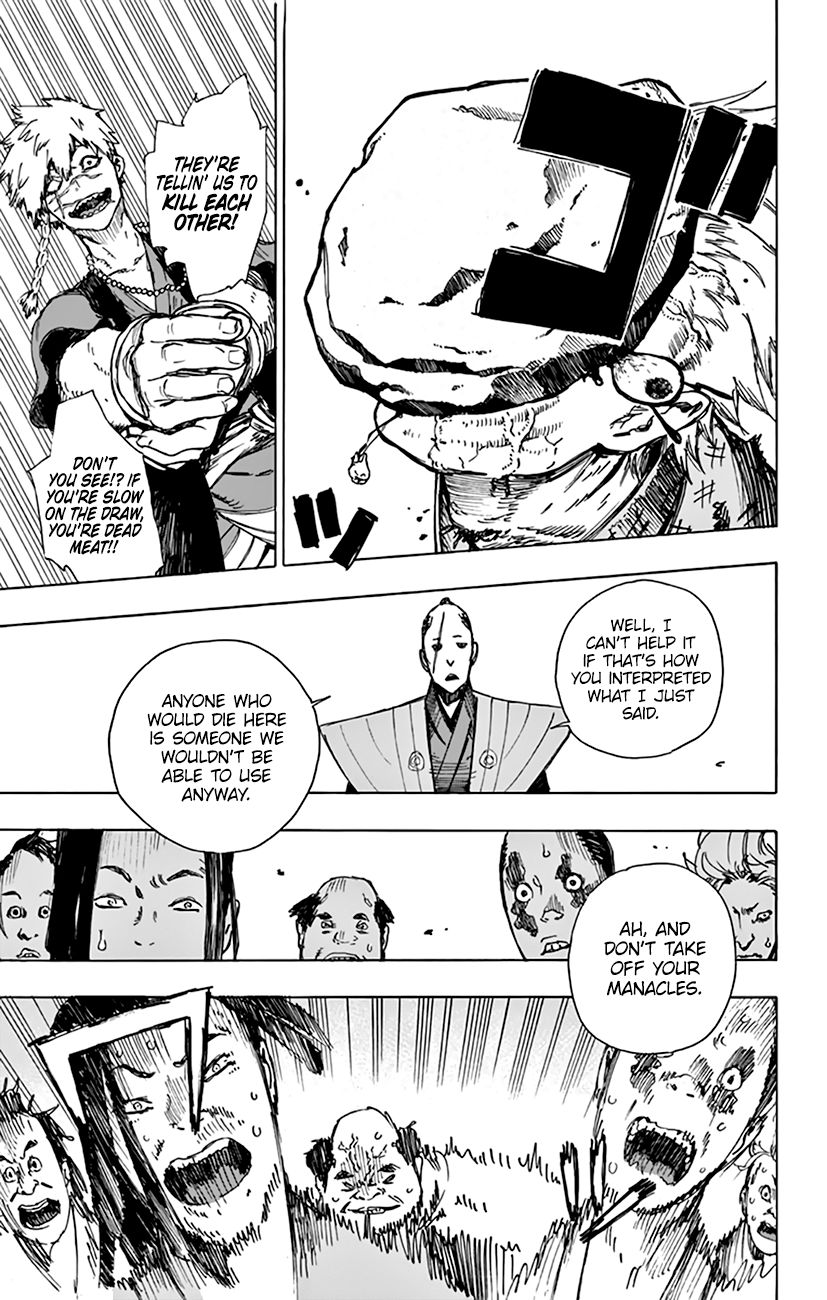 ゴ
THEY'RE
TELLIN' US TO
KILL EACH
OTHER!
DON'T
YOU SEE!? IF
YOU'RE SLOW
ON THE DRAW,
YOU'RE DEAD
MEAT!!
WELL, I
CAN'T HELP IT
IF THAT'S HOW
YOU INTERPRETED
WHAT I JUST
SAID.
ANYONE WHO
WOULD DIE HERE
IS SOMEONE WE
WOULDN'T BE
ABLE TO USE
ANYWAY.
AH, AND
DON'T TAKE
OFF YOUR
MANACLES.